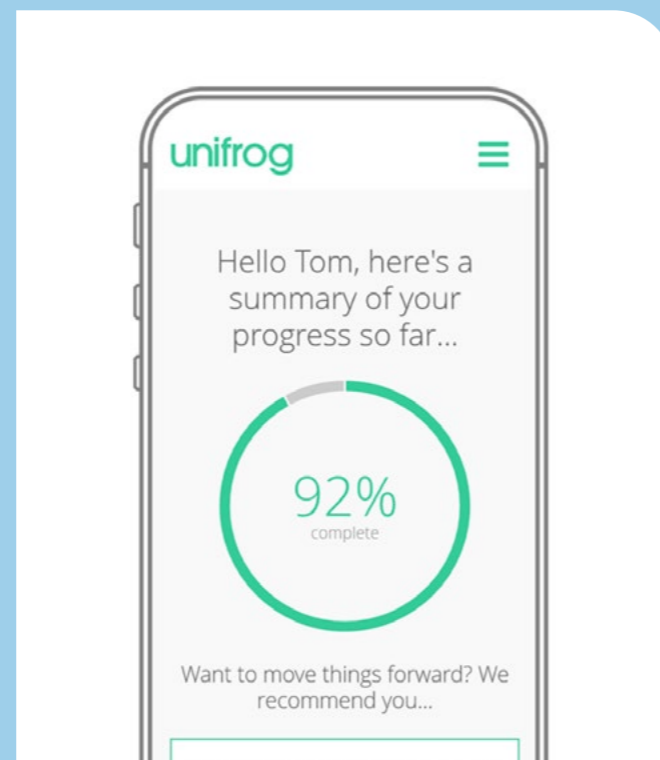 unifrog
Hello Tom, here's a
summary of your
progress so far...
92%
complete
Want to move things forward? We
recommend you...